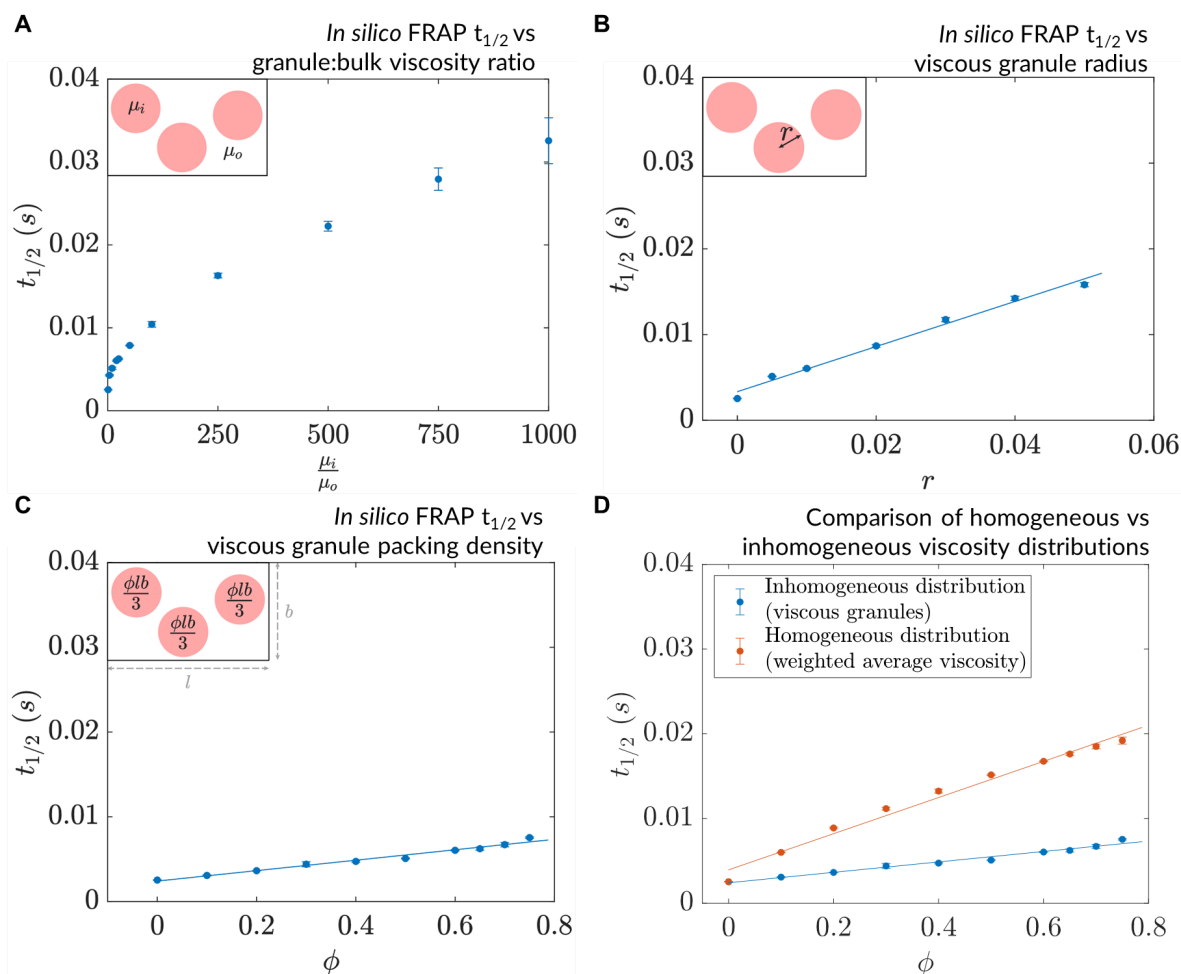 A
In silico FRAP t1/2 vs
granule:bulk viscosity ratio
0.04
0.03
0.02
0.01
0
t1/2 (s)
μi
μo
0 250 500 750 1000
μi
μo
B
In silico FRAP t1/2 vs
viscous granule radius
0.04
0.03
0.02
0.01
0
t1/2 (s)
r
0 0.02 0.04 0.06
r
C
In silico FRAP t1/2 vs
viscous granule packing density
0.04
0.03
0.02
0.01
0
t1/2 (s)
ϕlb
3
ϕlb
3
ϕlb
3
b
l
0 0.2 0.4 0.6 0.8
ϕ
D
Comparison of homogeneous vs
inhomogeneous viscosity distributions
0.04
0.03
0.02
0.01
0
t1/2 (s)
Inhomogeneous distribution
(viscous granules)
Homogeneous distribution
(weighted average viscosity)
0 0.2 0.4 0.6 0.8
ϕ